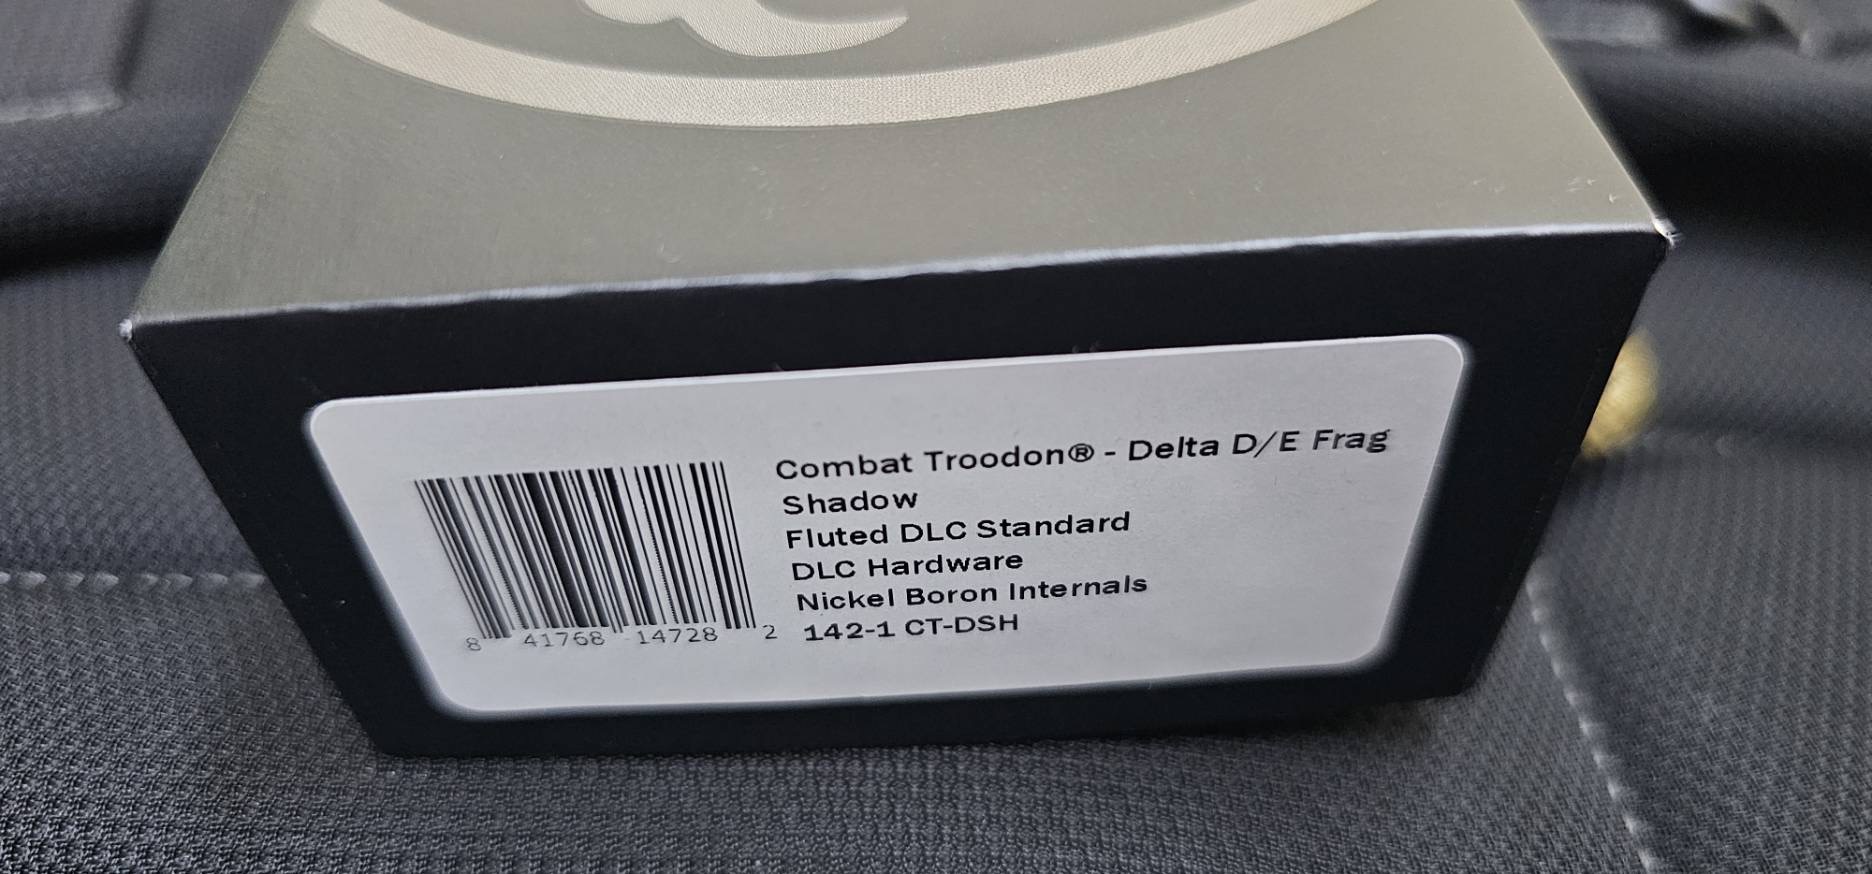 Combat Troodon® - Delta D/E Frag
Shadow
Fluted DLC Standard
DLC Hardware
Nickel Boron Internals
142-1 CT-DSH
8 41768 14728 2